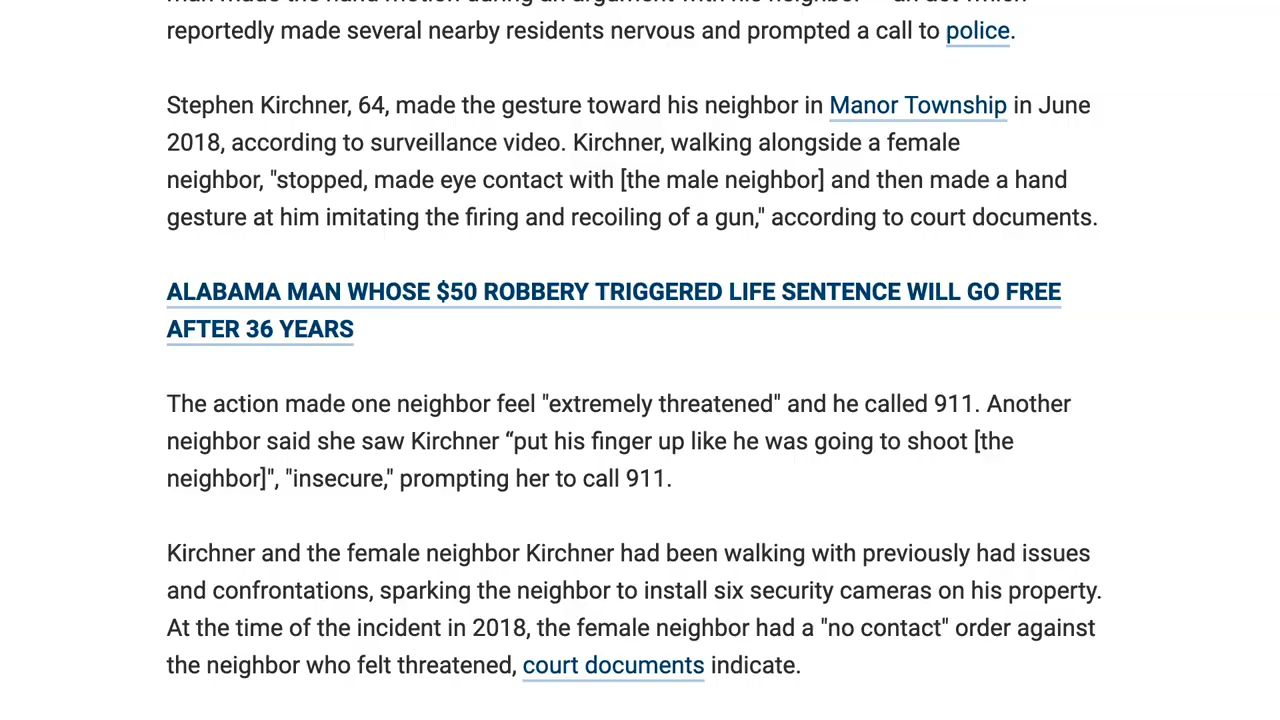 reportedly made several nearby residents nervous and prompted a call to police.
Stephen Kirchner, 64, made the gesture toward his neighbor in Manor Township in June
2018, according to surveillance video. Kirchner, walking alongside a female
neighbor, "stopped, made eye contact with [the male neighbor] and then made a hand
gesture at him imitating the firing and recoiling of a gun," according to court documents.
ALABAMA MAN WHOSE $50 ROBBERY TRIGGERED LIFE SENTENCE WILL GO FREE
AFTER 36 YEARS
The action made one neighbor feel "extremely threatened" and he called 911. Another
neighbor said she saw Kirchner “put his finger up like he was going to shoot [the
neighbor]", "insecure," prompting her to call 911.
Kirchner and the female neighbor Kirchner had been walking with previously had issues
and confrontations, sparking the neighbor to install six security cameras on his property.
At the time of the incident in 2018, the female neighbor had a "no contact" order against
the neighbor who felt threatened, court documents indicate.